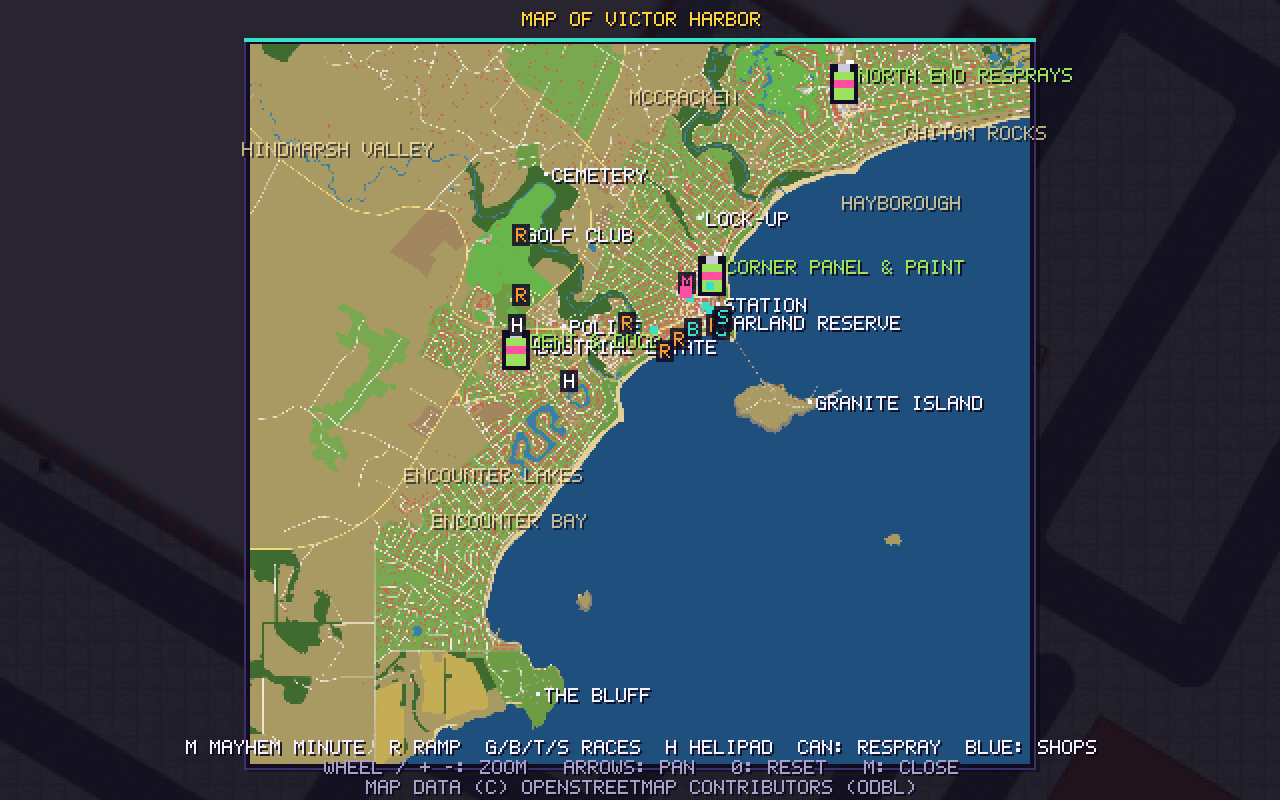 MAP OF VICTOR HARBOR
NORTH END RESPRAYS
MCCRACKEN
CHITON ROCKS
HINDMARSH VALLEY
CEMETERY
HAYBOROUGH
LOCK-UP
R
GOLF CLUB
CORNER PANEL & PAINT
M
R
STATION
H
R
B
S
ARLAND RESERVE
R
R
H
GRANITE ISLAND
ENCOUNTER LAKES
ENCOUNTER BAY
THE BLUFF
M MAYHEM MINUTE R RAMP G/B/T/S RACES H HELIPAD CAN: RESPRAY BLUE: SHOPS
WHEEL / + -: ZOOM ARROWS: PAN 0: RESET M: CLOSE
MAP DATA (C) OPENSTREETMAP CONTRIBUTORS (ODBL)